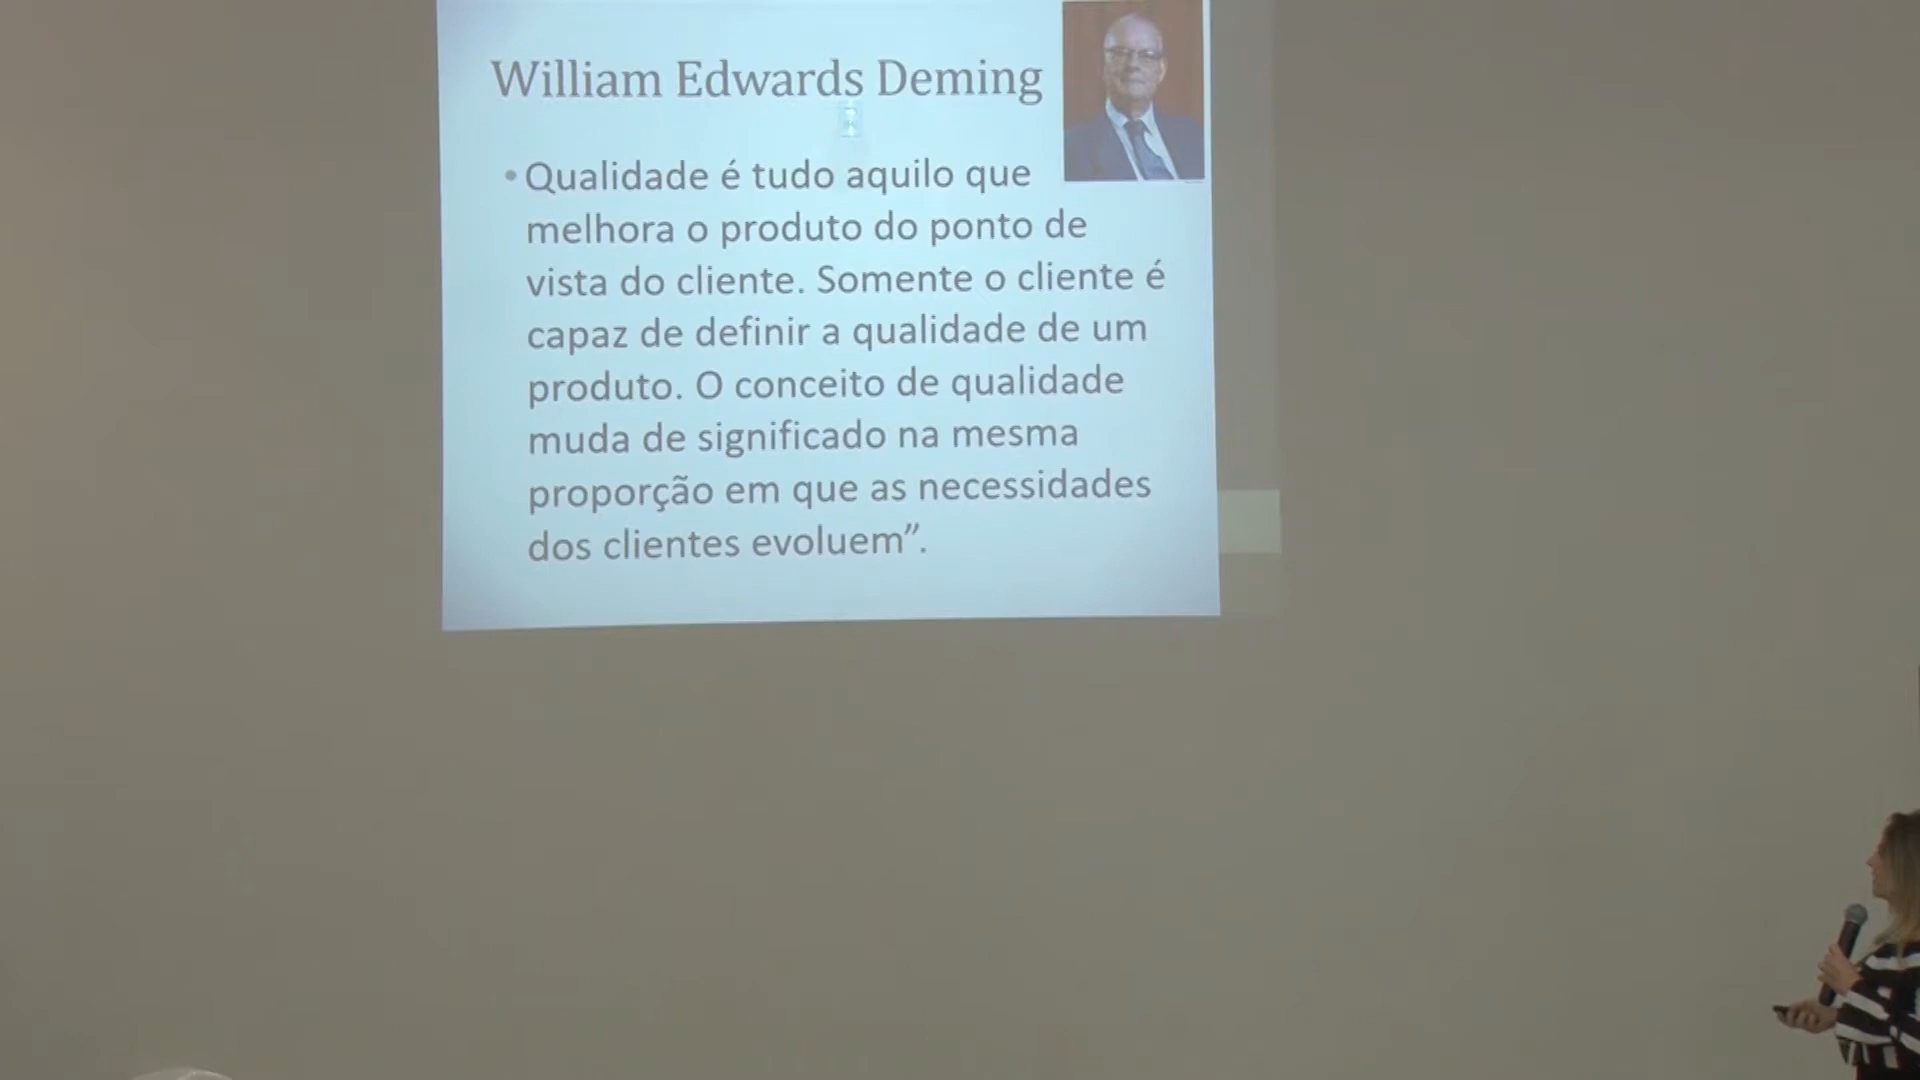 William Edwards Deming
• Qualidade é tudo aquilo que
melhora o produto do ponto de
vista do cliente. Somente o cliente é
capaz de definir a qualidade de um
produto. O conceito de qualidade
muda de significado na mesma
proporção em que as necessidades
dos clientes evoluem”.